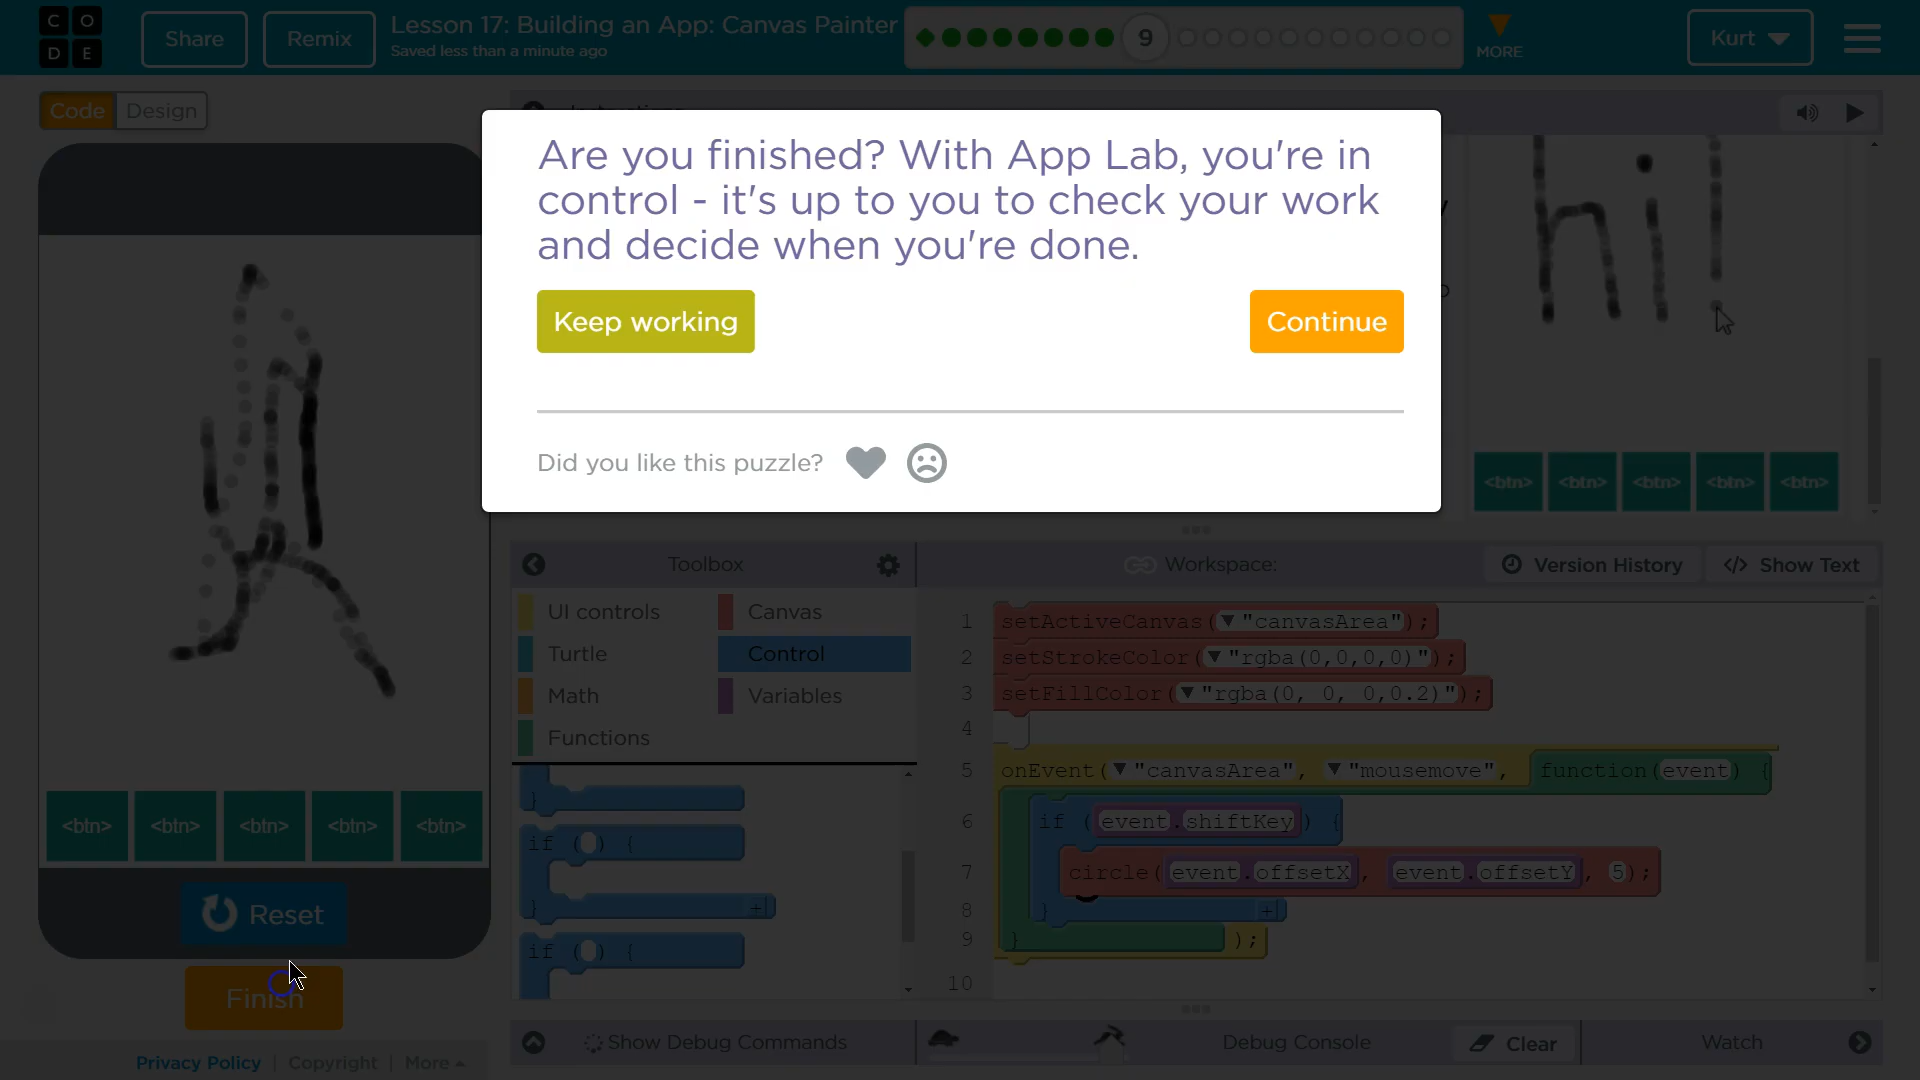 CODE
Share
Remix
Lesson 17: Building an App: Canvas Painter
Saved less than a minute ago
9
MORE
Kurt
Code
Design
Are you finished? With App Lab, you're in
control - it's up to you to check your work
and decide when you're done.
Keep working
Continue
Did you like this puzzle?
hi!
<btn> <btn> <btn> <btn> <btn>
<btn> <btn> <btn> <btn> <btn>
Reset
Finish
Privacy Policy | Copyright | More
Toolbox
UI controls
Canvas
Turtle
Control
Math
Variables
Functions
}
if ( ) {
}
if ( ) {
Workspace:
Version History
</> Show Text
1 setActiveCanvas("canvasArea");
2 setStrokeColor("rgba(0,0,0,0)");
3 setFillColor("rgba(0, 0, 0,0.2)");
4
5 onEvent("canvasArea", "mousemove", function(event) {
6 if (event.shiftKey) {
7 circle(event.offsetX, event.offsetY, 5);
8 }
9 });
10
Show Debug Commands
Debug Console
Clear
Watch